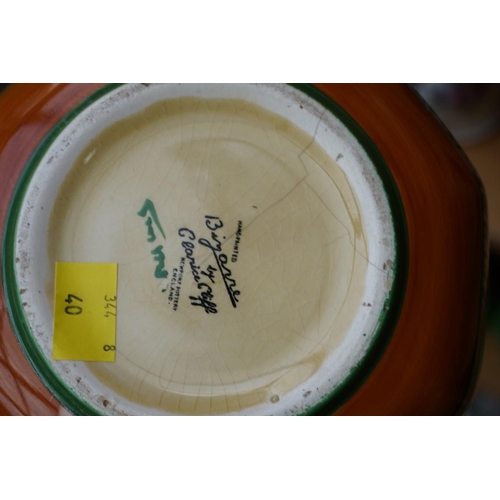 HAND PAINTED
Bizarre
by
Clarice Cliff
NEWPORT POTTERY
ENGLAND.
344 8
40